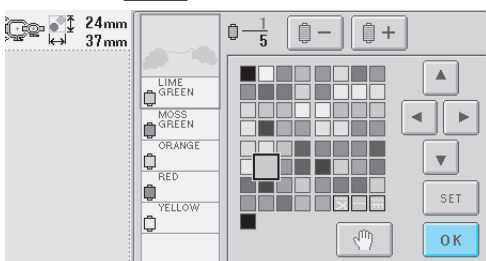 24mm
37mm
1
5
−
+
LIME
GREEN
MOSS
GREEN
ORANGE
RED
YELLOW
SET
OK